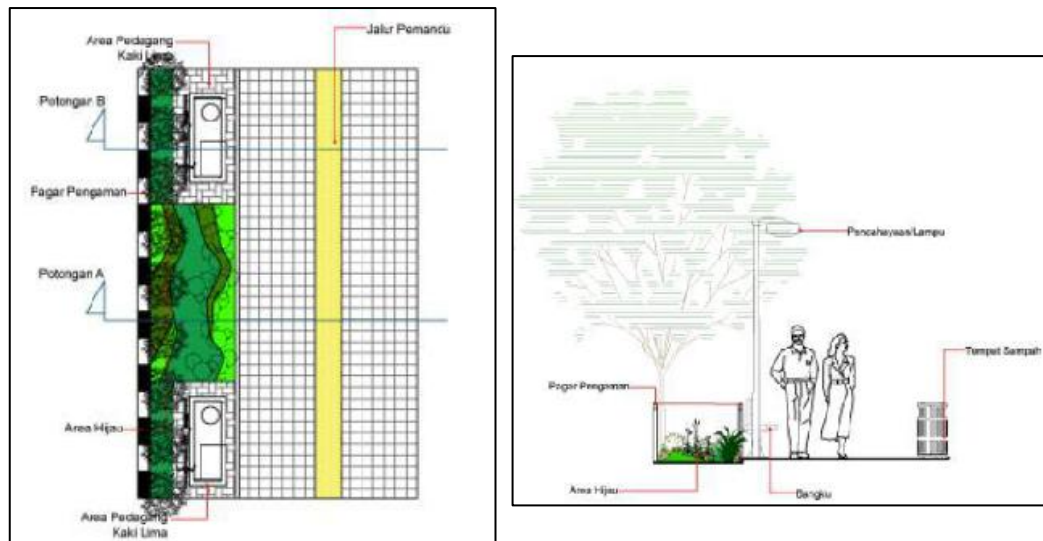 Area Pedagang
Kaki Lima
Jalur Pemandu
Potongan B
Pagar Pengaman
Potongan A
Area Hijau
Area Pedagang
Kaki Lima
Pencahayaan/Lampu
Tempat Sampah
Pagar Pengaman
Area Hijau
Bangku